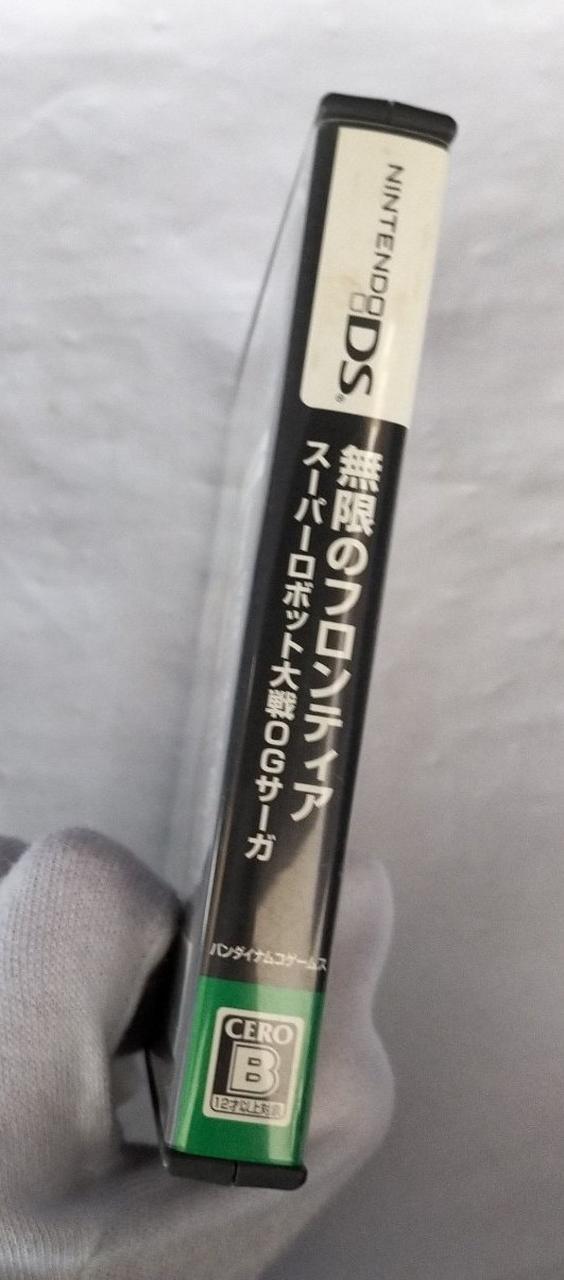 NINTENDO DS®
無限のフロンティア
スーパーロボット大戦OGサーガ
バンダイナムコゲームス
CERO
B
12才以上対象